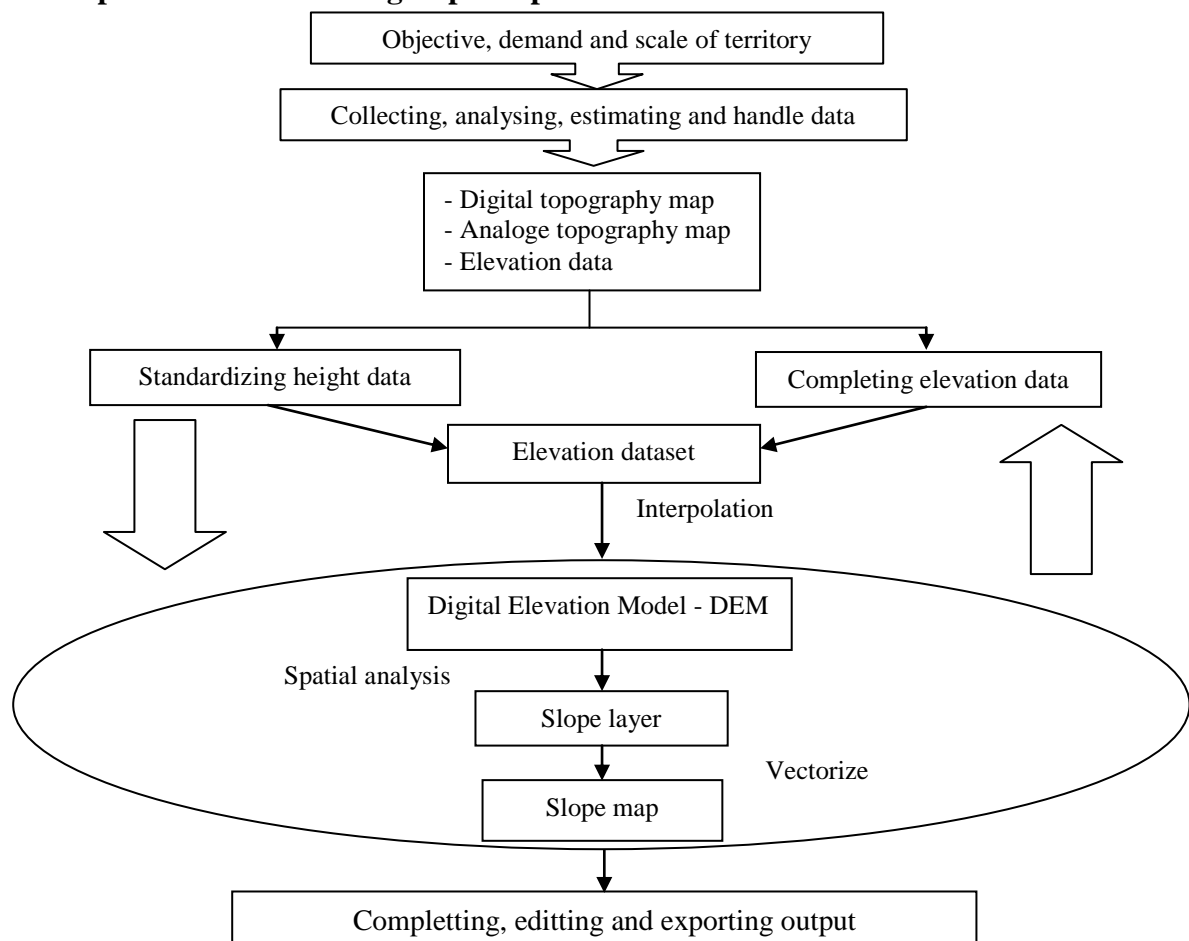 Objective, demand and scale of territory
Collecting, analysing, estimating and handle data
- Digital topography map
- Analoge topography map
- Elevation data
Standardizing height data
Completing elevation data
Elevation dataset
Interpolation
Digital Elevation Model - DEM
Spatial analysis
Slope layer
Vectorize
Slope map
Completting, editting and exporting output